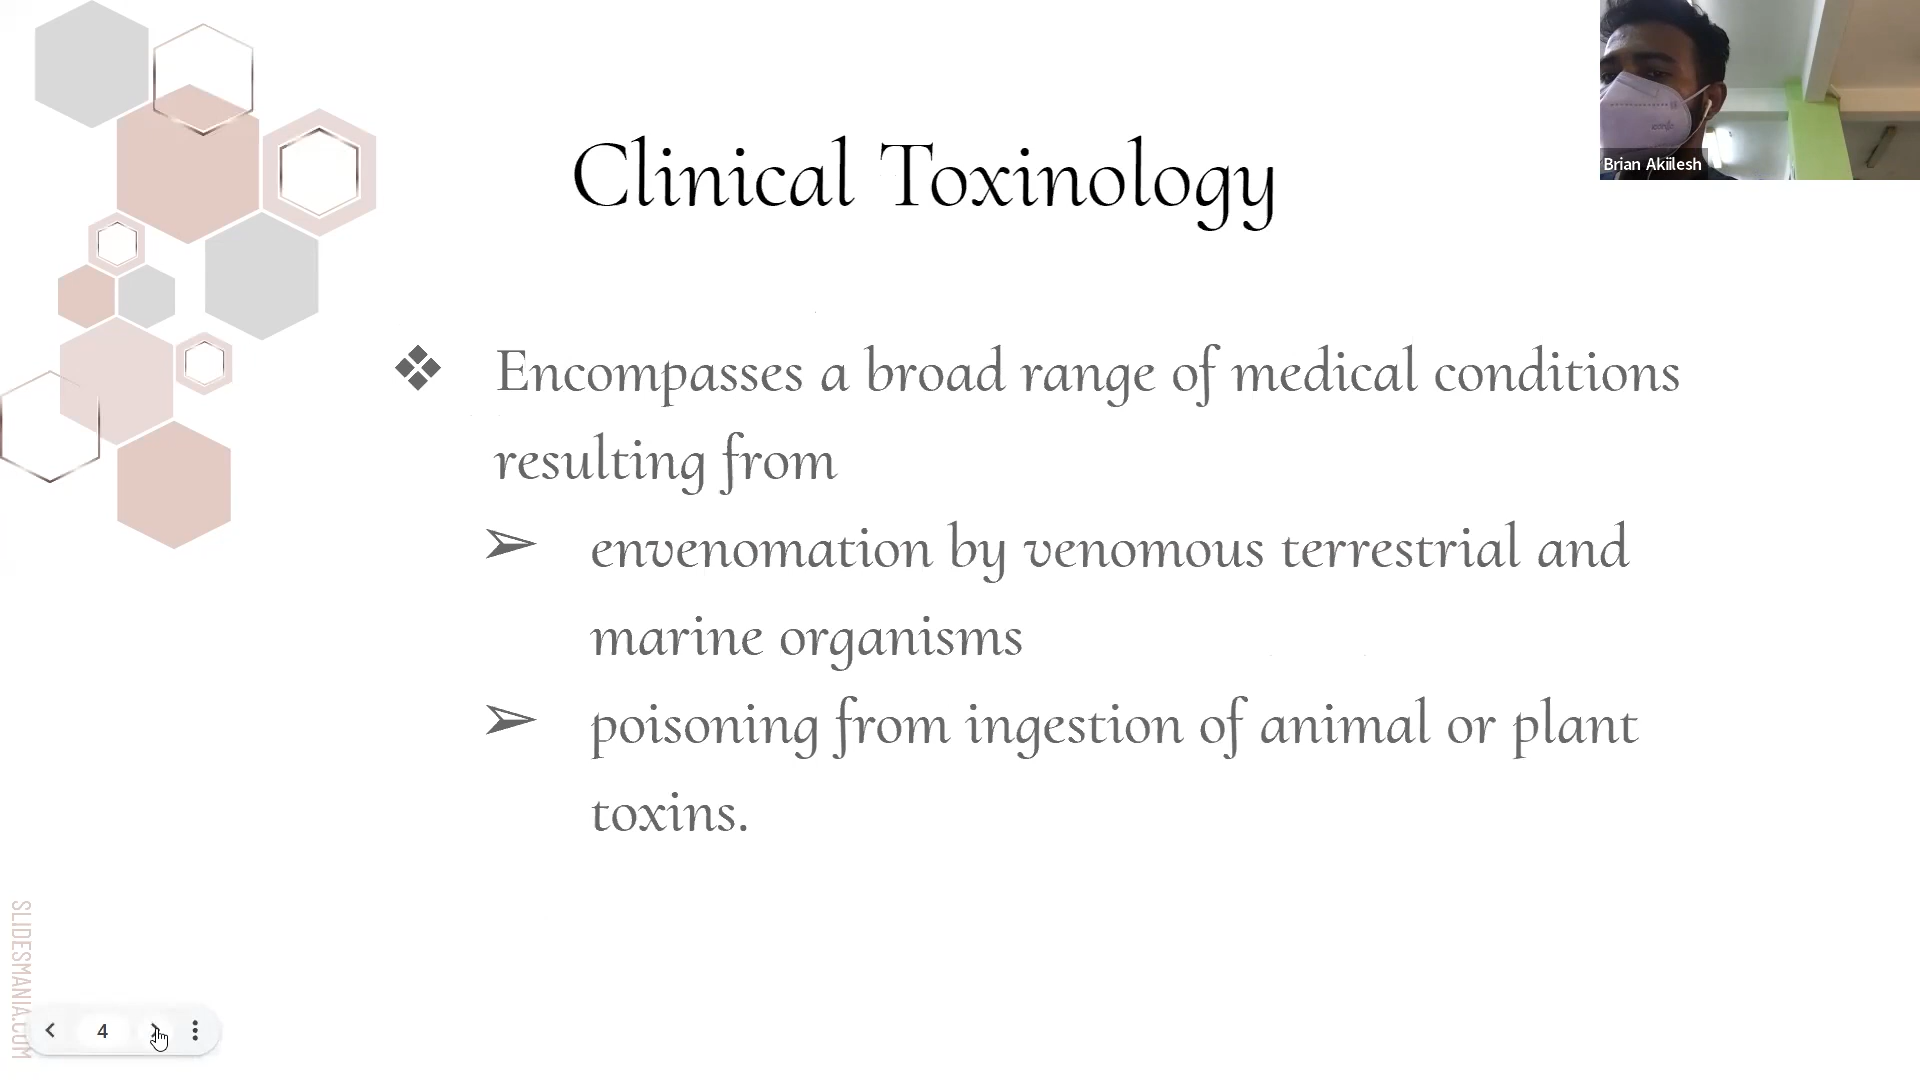 Clinical Toxinology
Brian Akiilesh
❖ Encompasses a broad range of medical conditions
resulting from
➢ envenomation by venomous terrestrial and
marine organisms
➢ poisoning from ingestion of animal or plant
toxins.
SLIDESMANIA.COM
4